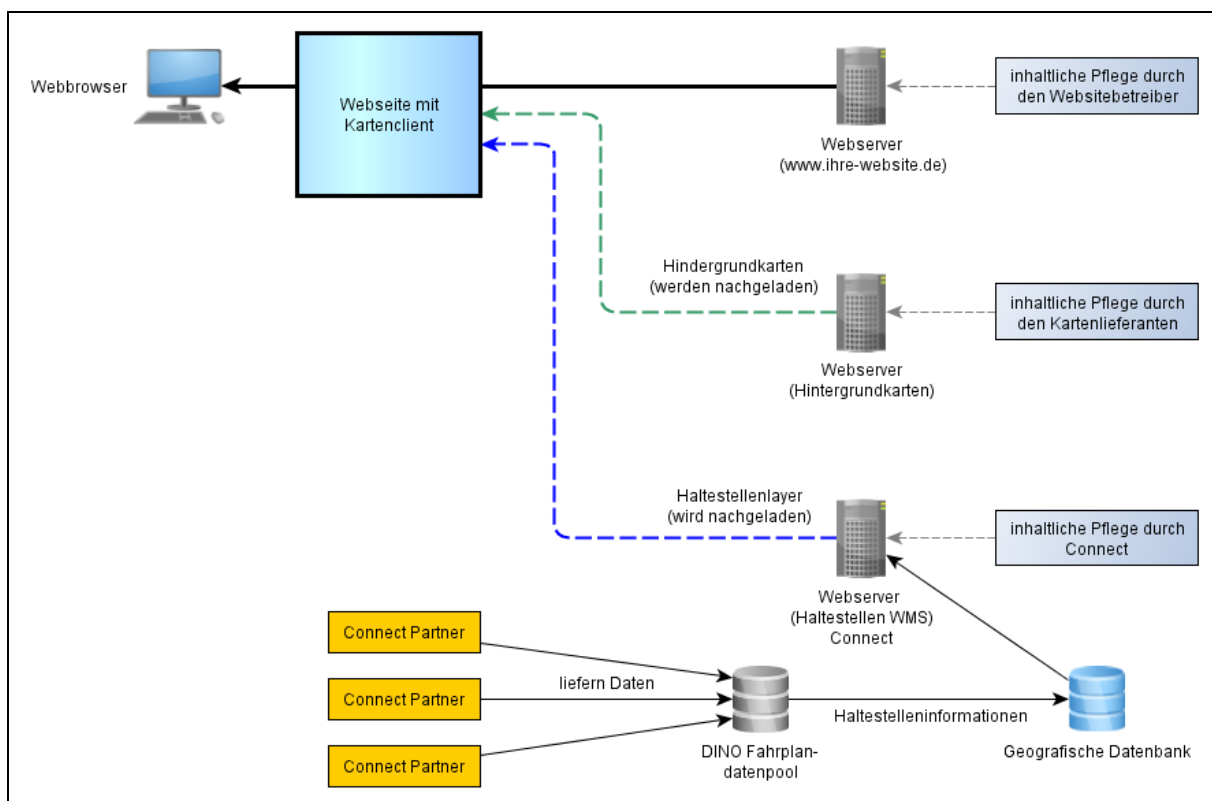 Webbrowser
Webseite mit
Kartenclient
Webserver
(www.ihre-website.de)
inhaltliche Pflege durch
den Websitebetreiber
Hindergrundkarten
(werden nachgeladen)
Webserver
(Hintergrundkarten)
inhaltliche Pflege durch
den Kartenlieferanten
Haltestellenlayer
(wird nachgeladen)
Webserver
(Haltestellen WMS)
Connect
inhaltliche Pflege durch
Connect
Connect Partner
Connect Partner
Connect Partner
liefern Daten
DINO Fahrplan-
datenpool
Haltestelleninformationen
Geografische Datenbank